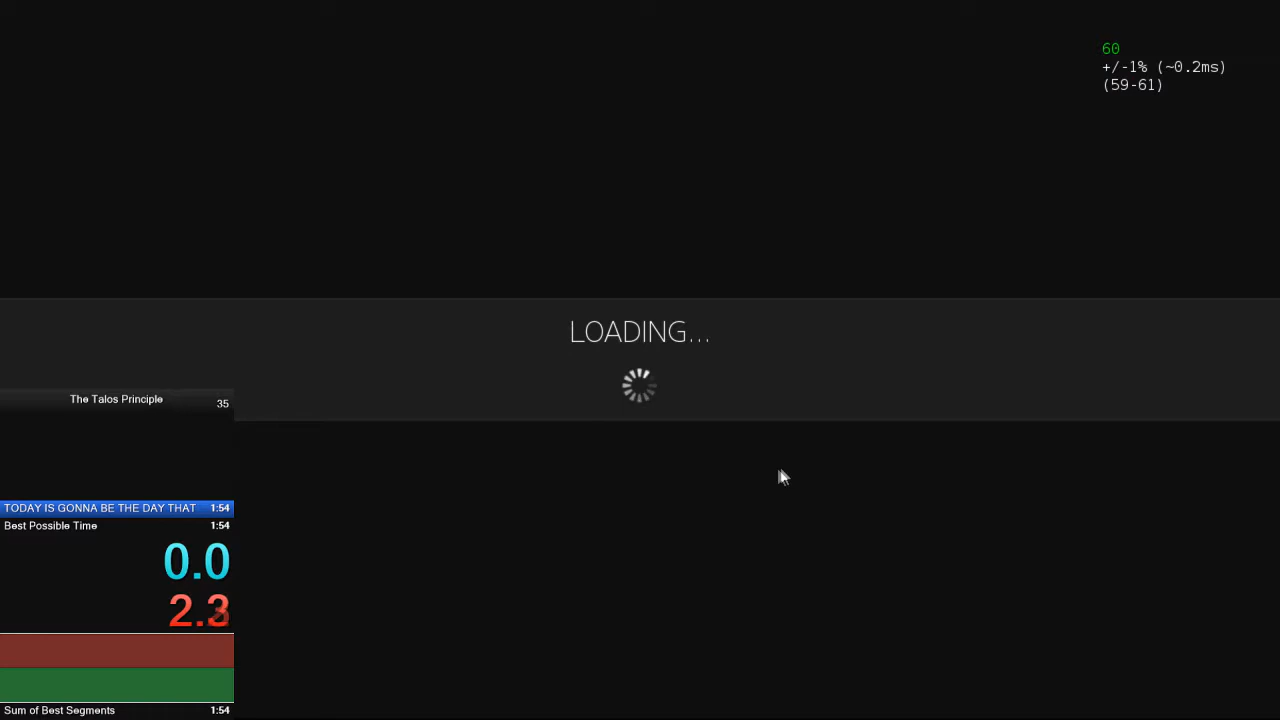 60
+/-1% (~0.2ms)
(59-61)
LOADING...
The Talos Principle 35
TODAY IS GONNA BE THE DAY THAT 1:54
Best Possible Time 1:54
0.0
2.3
Sum of Best Segments 1:54